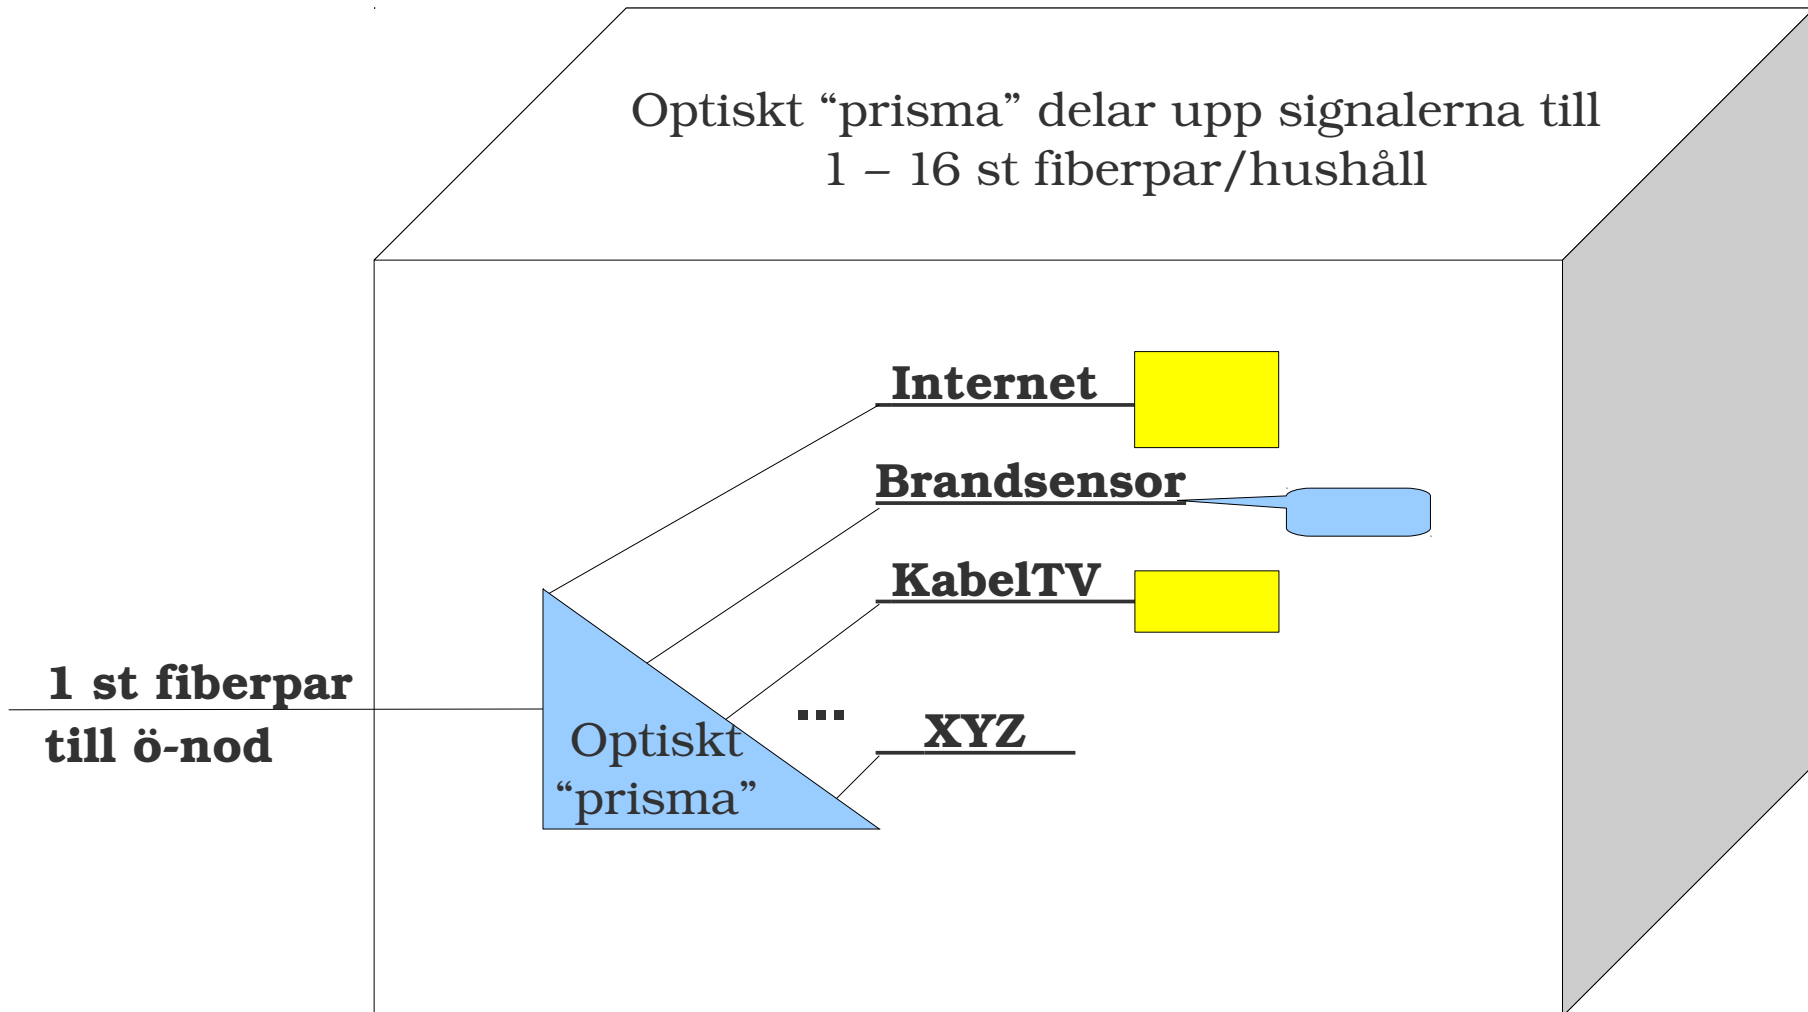 Optiskt “prisma” delar upp signalerna till
1 – 16 st fiberpar/hushåll
Internet
Brandsensor
KabelTV
1 st fiberpar
till ö-nod
...
XYZ
Optiskt
“prisma”